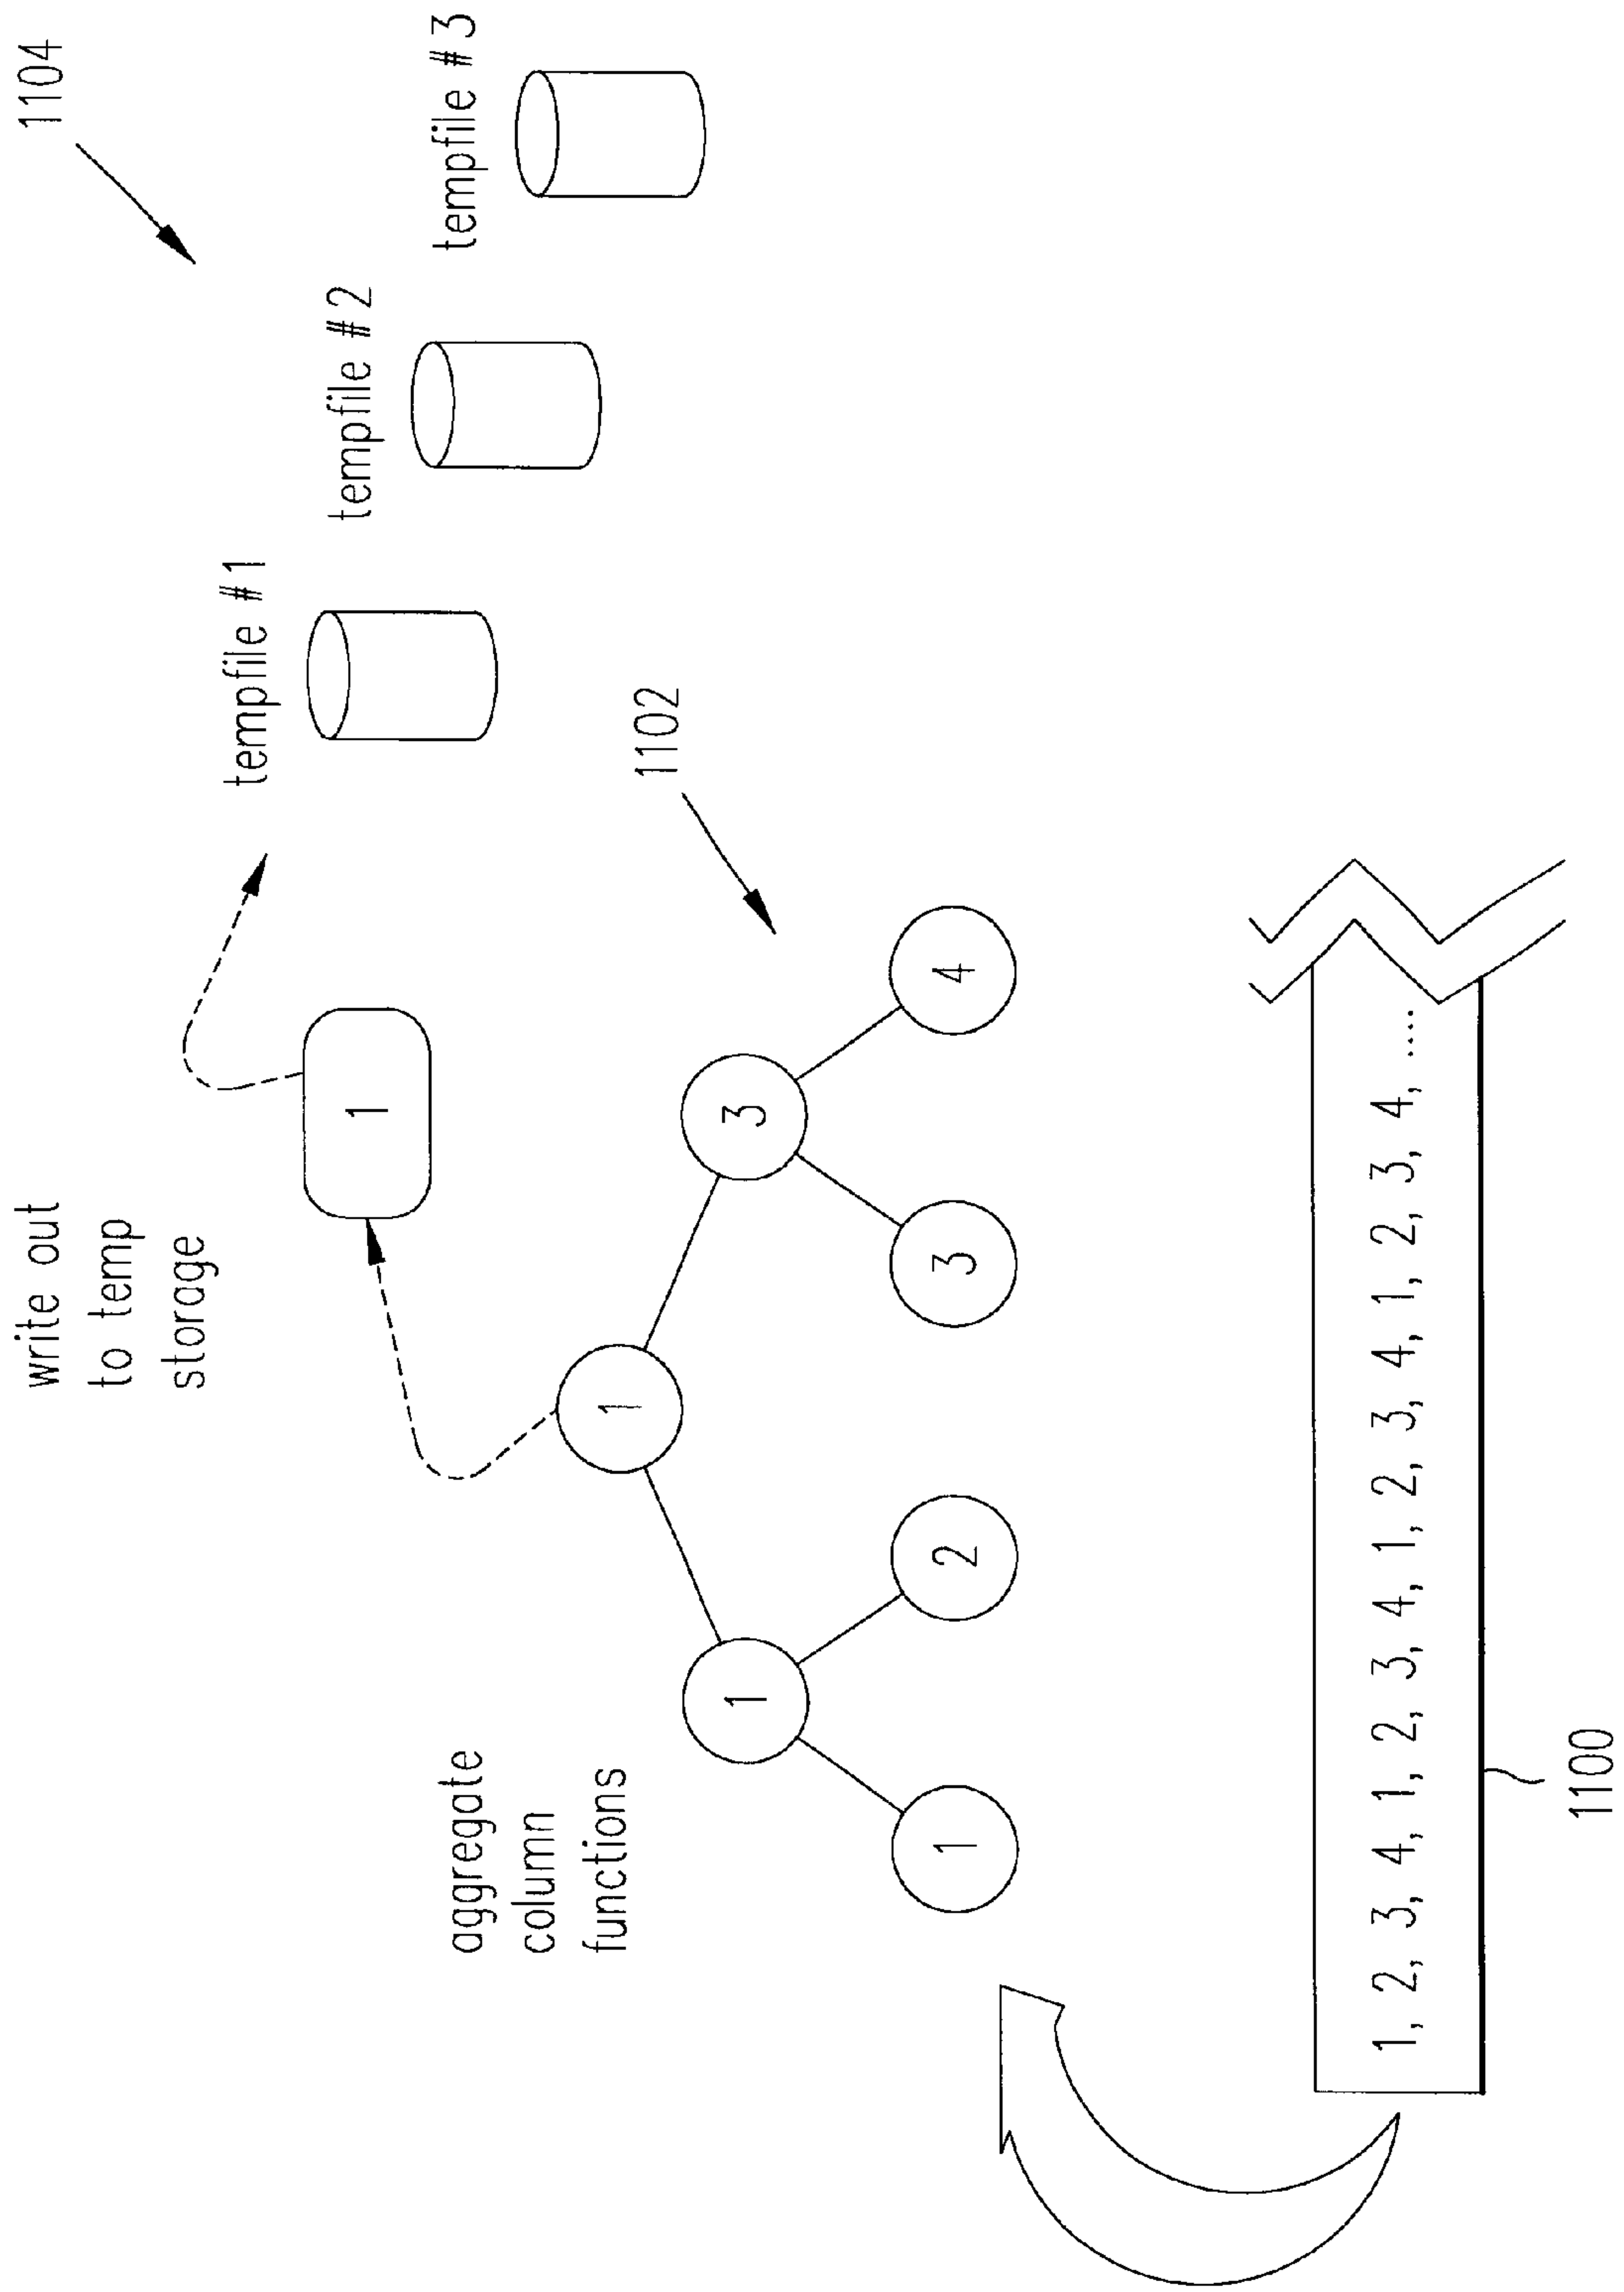 1104
write out
to temp
storage
tempfile #1
tempfile #2
tempfile #3
1
aggregate
column
functions
1102
1
1
3
1
2
3
4
1, 2, 3, 4, 1, 2, 3, 4, 1, 2, 3, 4, 1, 2, 3, 4, ....
1100